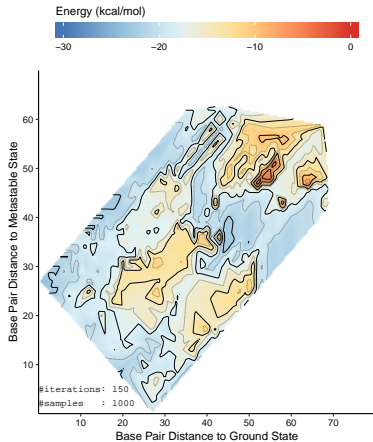 Energy (kcal/mol)
−30 −20 −10 0
Base Pair Distance to Metastable State
60
50
40
30
20
10
#iterations: 150
#samples : 1000
10 20 30 40 50 60 70
Base Pair Distance to Ground State